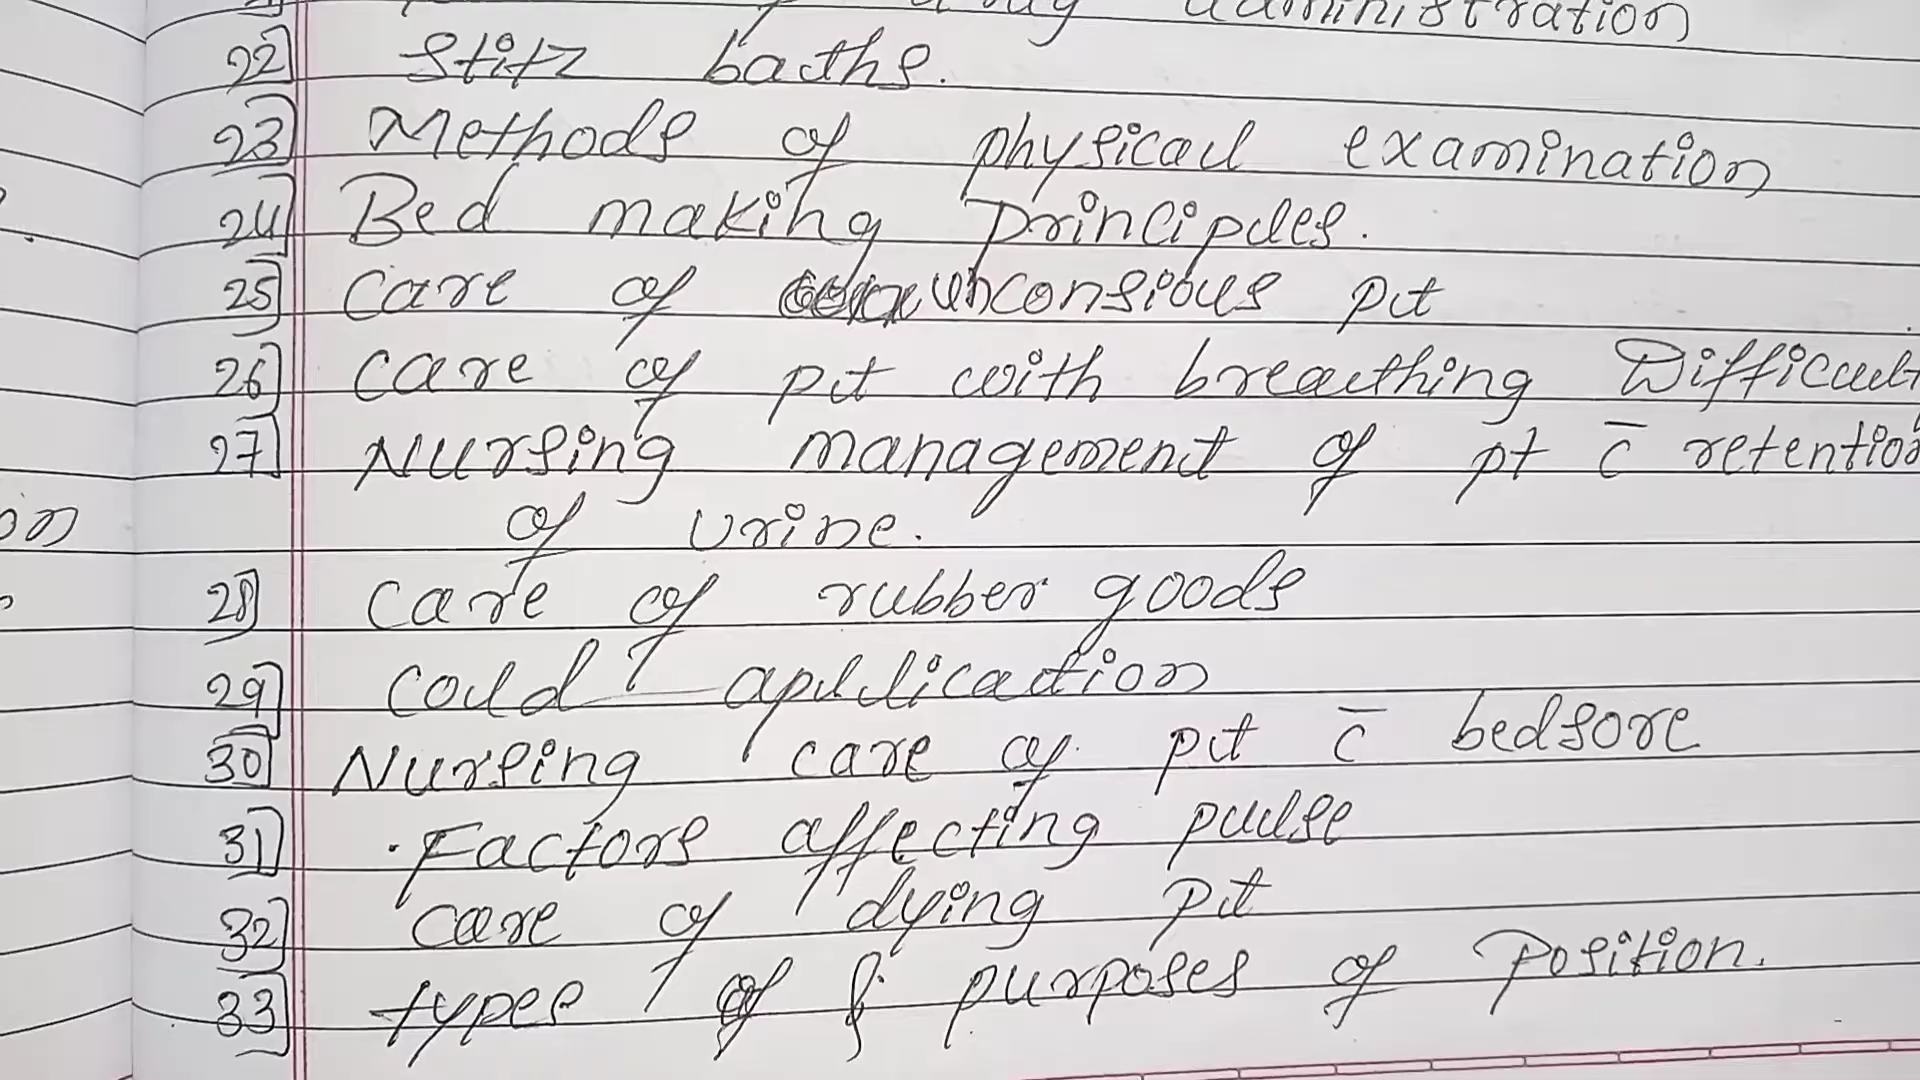 administration
22] Stitz baths.
23] Methods of physical examination
24] Bed making principles.
25] Care of unconsious pt
26] Care of pt with breathing Difficult
27] Nursing management of pt c̄ retention
of urine.
28] Care of rubber goods
29] Cold application
30] Nursing care of pt c̄ bedsore
31] Factors affecting pulse
32] Care of dying pt
33] types of & purposes of Position.